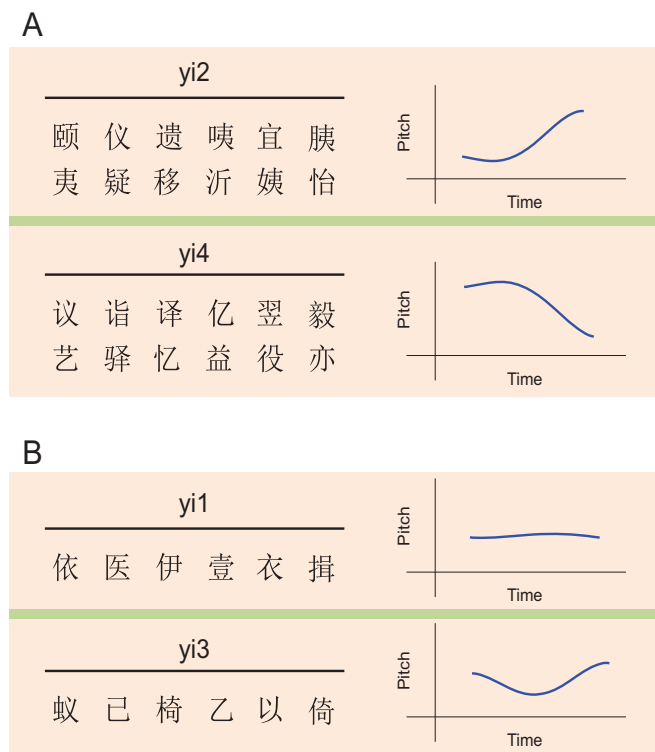 A
yi2
颐 仪 遗 咦 宜 胰
夷 疑 移 沂 姨 怡
Pitch
Time
yi4
议 诣 译 亿 翌 毅
艺 驿 忆 益 役 亦
Pitch
Time
B
yi1
依 医 伊 壹 衣 揖
Pitch
Time
yi3
蚁 已 椅 乙 以 倚
Pitch
Time